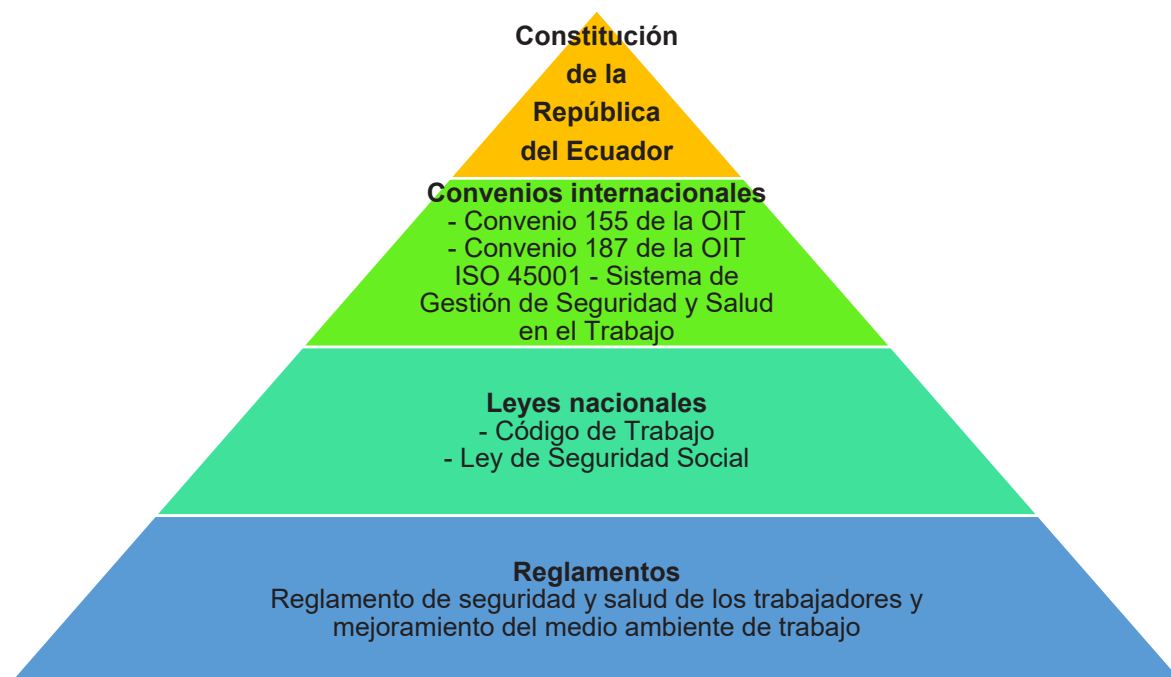 Constitución
de la
República
del Ecuador
Convenios internacionales
- Convenio 155 de la OIT
- Convenio 187 de la OIT
ISO 45001 - Sistema de
Gestión de Seguridad y Salud
en el Trabajo
Leyes nacionales
- Código de Trabajo
- Ley de Seguridad Social
Reglamentos
Reglamento de seguridad y salud de los trabajadores y
mejoramiento del medio ambiente de trabajo